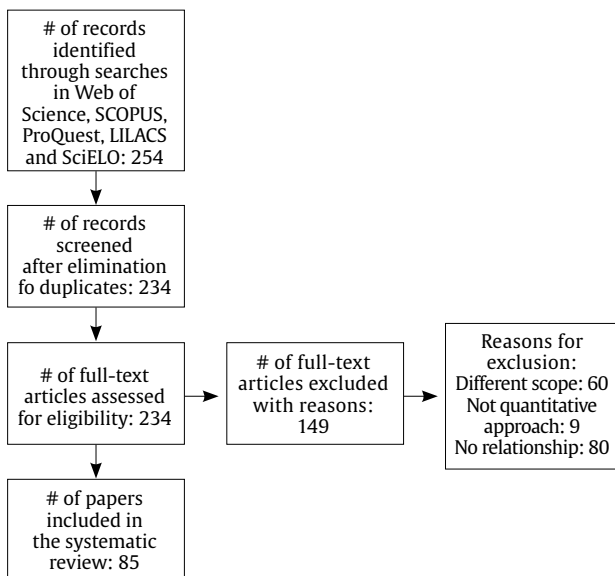 # of records
identified
through searches
in Web of
Science, SCOPUS,
ProQuest, LILACS
and SciELO: 254
# of records
screened
after elimination
fo duplicates: 234
# of full-text
articles assessed
for eligibility: 234
# of full-text
articles excluded
with reasons:
149
Reasons for
exclusion:
Different scope: 60
Not quantitative
approach: 9
No relationship: 80
# of papers
included in
the systematic
review: 85